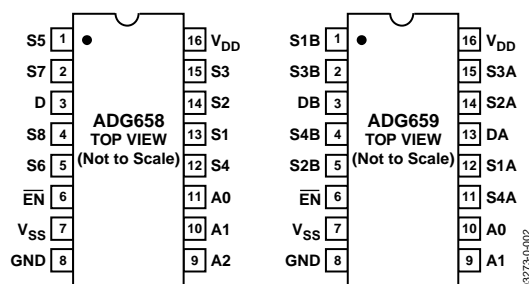 S5 1 16 VDD
S7 2 15 S3
D 3 14 S2
S8 4 13 S1
S6 5 12 S4
EN 6 11 A0
VSS 7 10 A1
GND 8 9 A2
ADG658
TOP VIEW
(Not to Scale)
S1B 1 16 VDD
S3B 2 15 S3A
DB 3 14 S2A
S4B 4 13 DA
S2B 5 12 S1A
EN 6 11 S4A
VSS 7 10 A0
GND 8 9 A1
ADG659
TOP VIEW
(Not to Scale)
3273-0-002